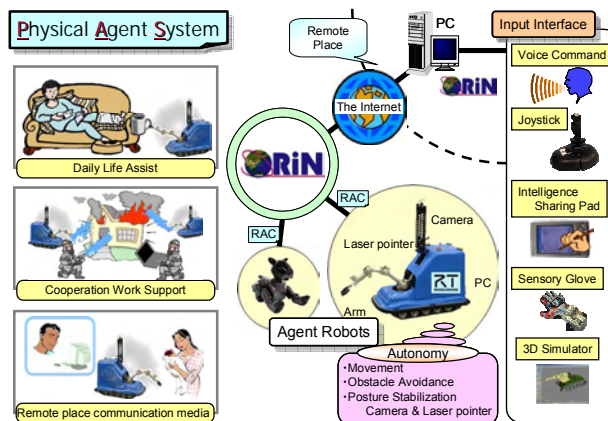 Physical Agent System
Daily Life Assist
Cooperation Work Support
Remote place communication media
Remote
Place
PC
The Internet
ORiN
ORiN
RAC
RAC
Camera
Laser pointer
PC
RT
Arm
Agent Robots
Autonomy
・Movement
・Obstacle Avoidance
・Posture Stabilization
Camera & Laser pointer
Input Interface
Voice Command
Joystick
Intelligence
Sharing Pad
Sensory Glove
3D Simulator